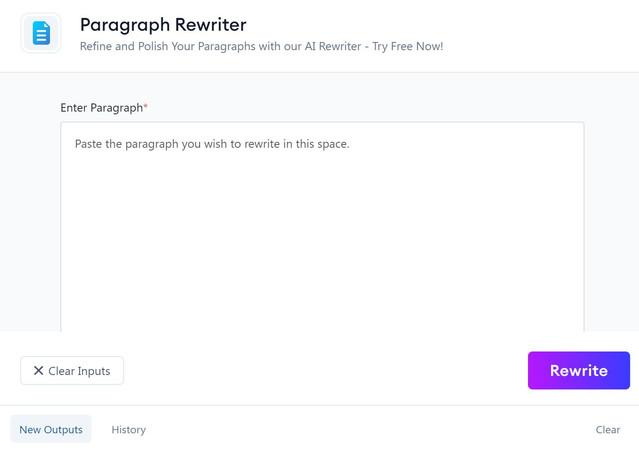 Paragraph Rewriter
Refine and Polish Your Paragraphs with our AI Rewriter - Try Free Now!
Enter Paragraph*
Paste the paragraph you wish to rewrite in this space.
Clear Inputs
Rewrite
New Outputs
History
Clear